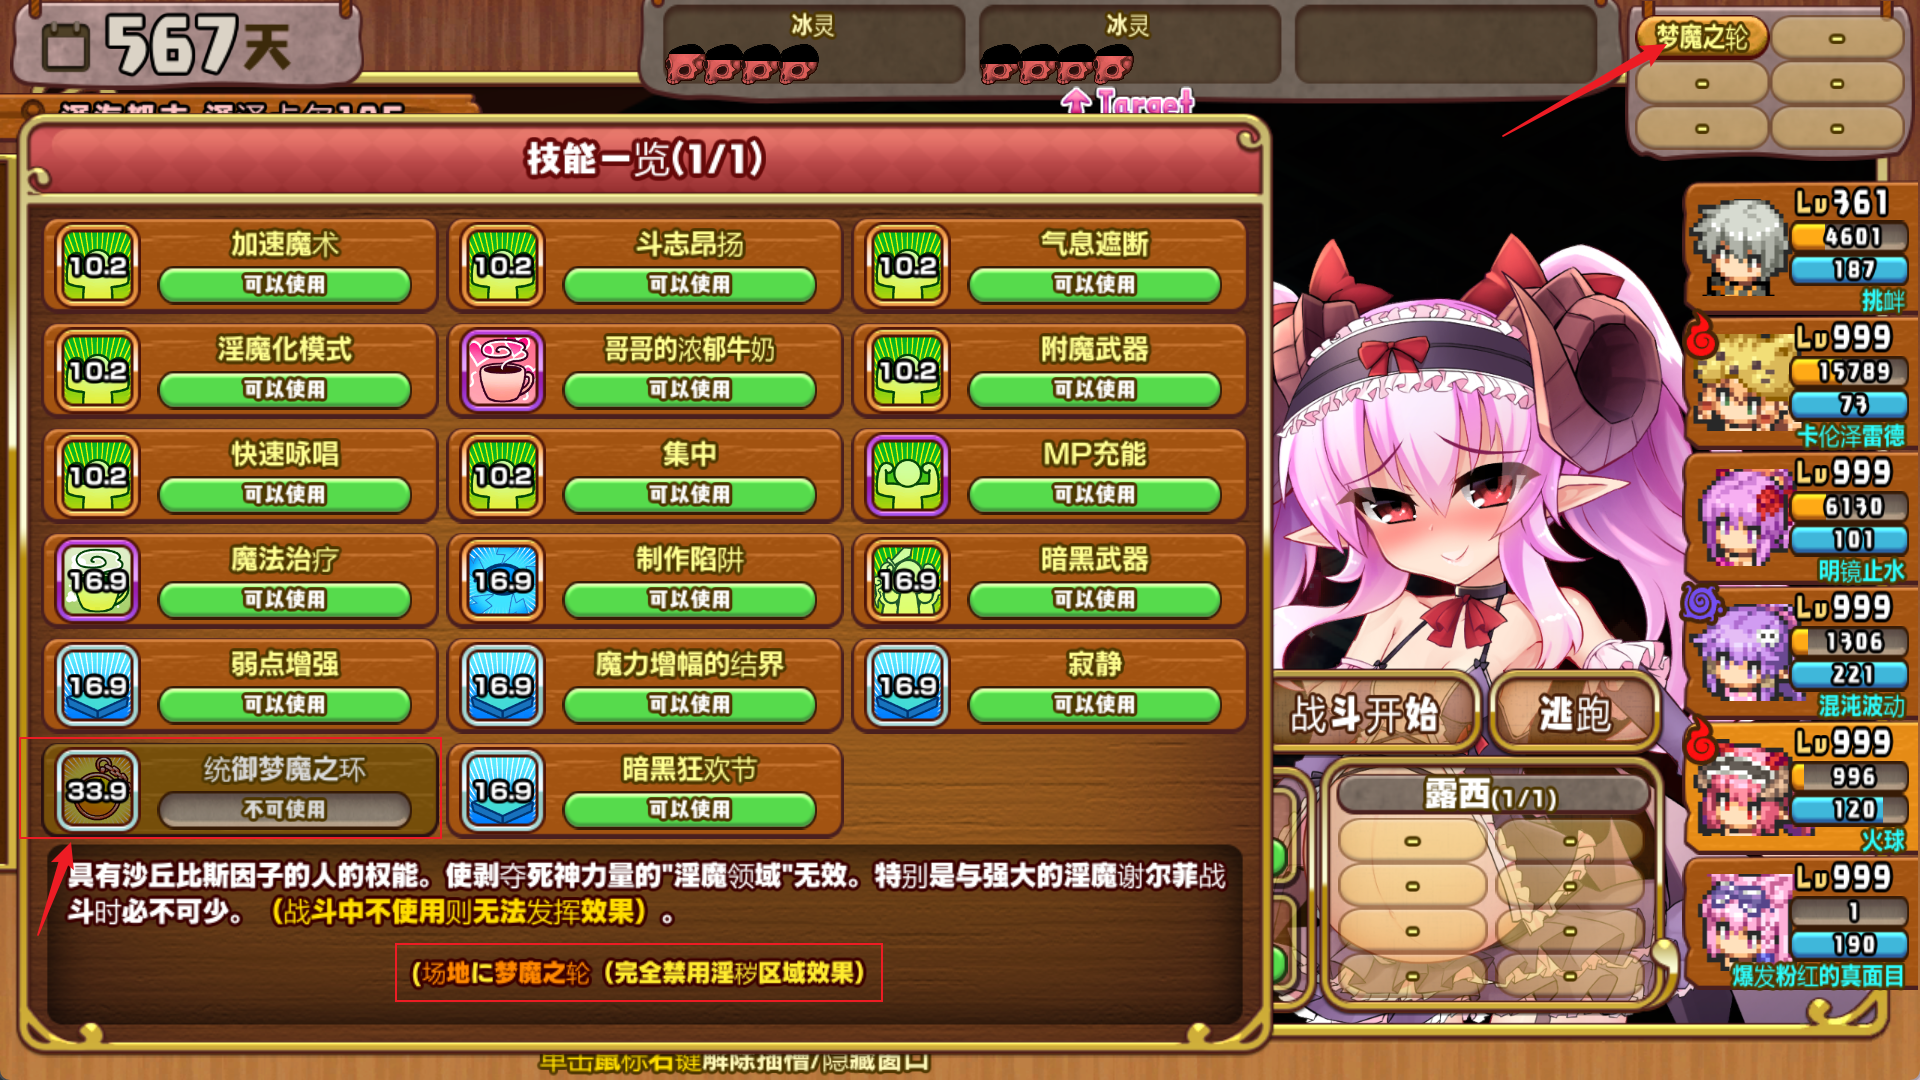 567天
冰灵
冰灵
Target
梦魔之轮
-
-
-
-
-
技能一览(1/1)
10.2 加速魔术 可以使用
10.2 斗志昂扬 可以使用
10.2 气息遮断 可以使用
10.2 淫魔化模式 可以使用
哥哥的浓郁牛奶 可以使用
10.2 附魔武器 可以使用
10.2 快速咏唱 可以使用
10.2 集中 可以使用
MP充能 可以使用
16.9 魔法治疗 可以使用
16.9 制作陷阱 可以使用
16.9 暗黑武器 可以使用
16.9 弱点增强 可以使用
16.9 魔力增幅的结界 可以使用
16.9 寂静 可以使用
33.9 统御梦魔之环 不可使用
16.9 暗黑狂欢节 可以使用
具有沙丘比斯因子的人的权能。使剥夺死神力量的"淫魔领域"无效。特别是与强大的淫魔谢尔菲战
斗时必不可少。（战斗中不使用则无法发挥效果）。
(场地に梦魔之轮（完全禁用淫秽区域效果）
单击鼠标右键解除抽槽/隐藏窗口
Lv361
4601
187
挑衅
Lv999
15789
73
卡伦泽雷德
Lv999
6130
101
明镜止水
Lv999
1306
221
混沌波动
Lv999
996
120
火球
Lv999
1
190
爆发粉红的真面目
战斗开始
逃跑
露西(1/1)
-
-
-
-
-
-
-
-